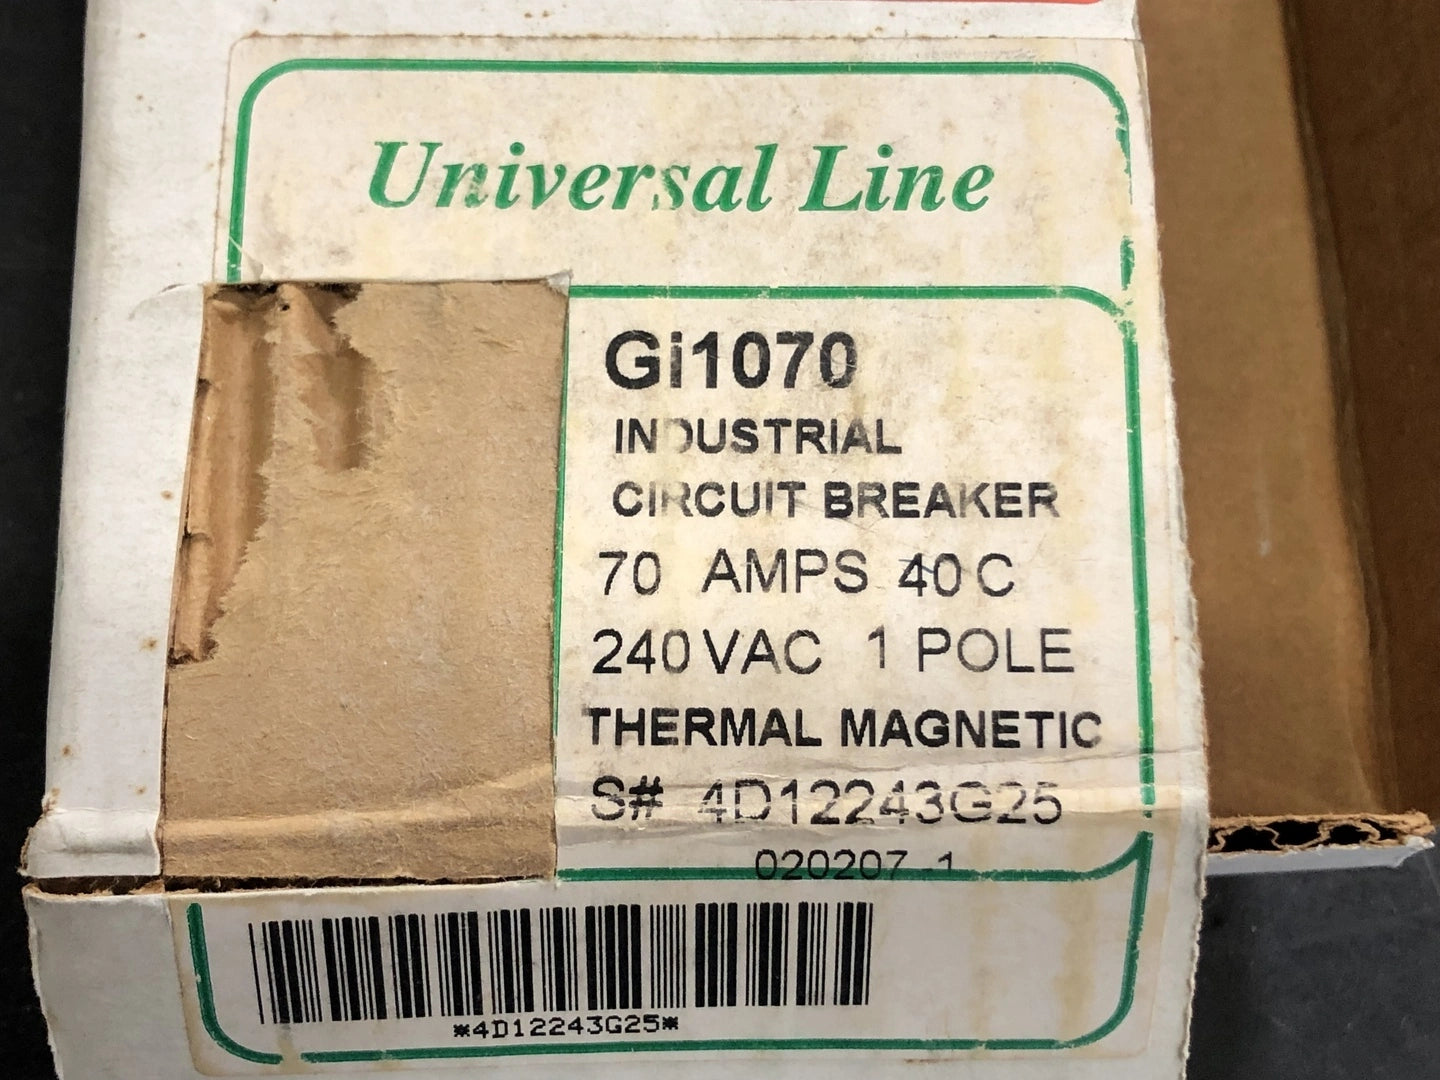 Universal Line
Gi1070
INDUSTRIAL
CIRCUIT BREAKER
70 AMPS 40 C
240 VAC 1 POLE
THERMAL MAGNETIC
S# 4D12243G25
020207 -1
*4D12243G25*